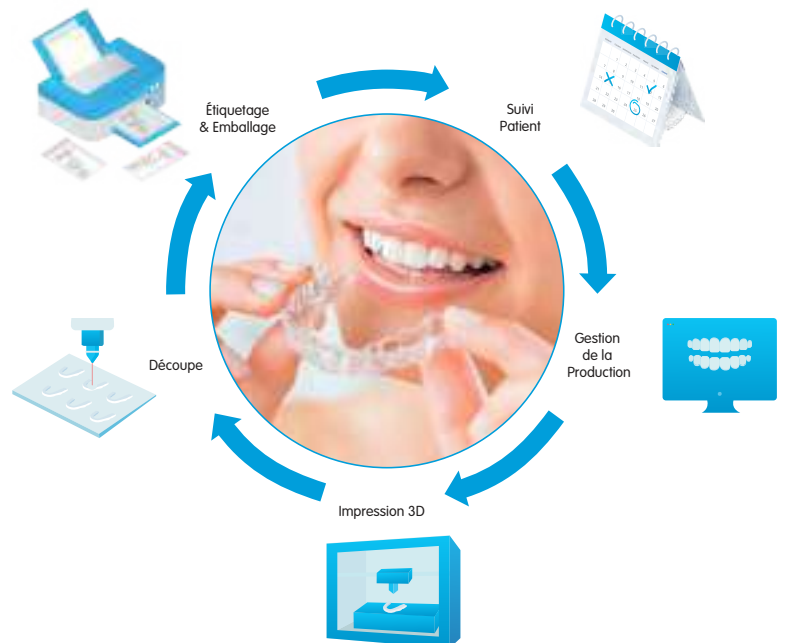 Étiquetage
& Emballage
Suivi
Patient
Gestion
de la
Production
Découpe
Impression 3D